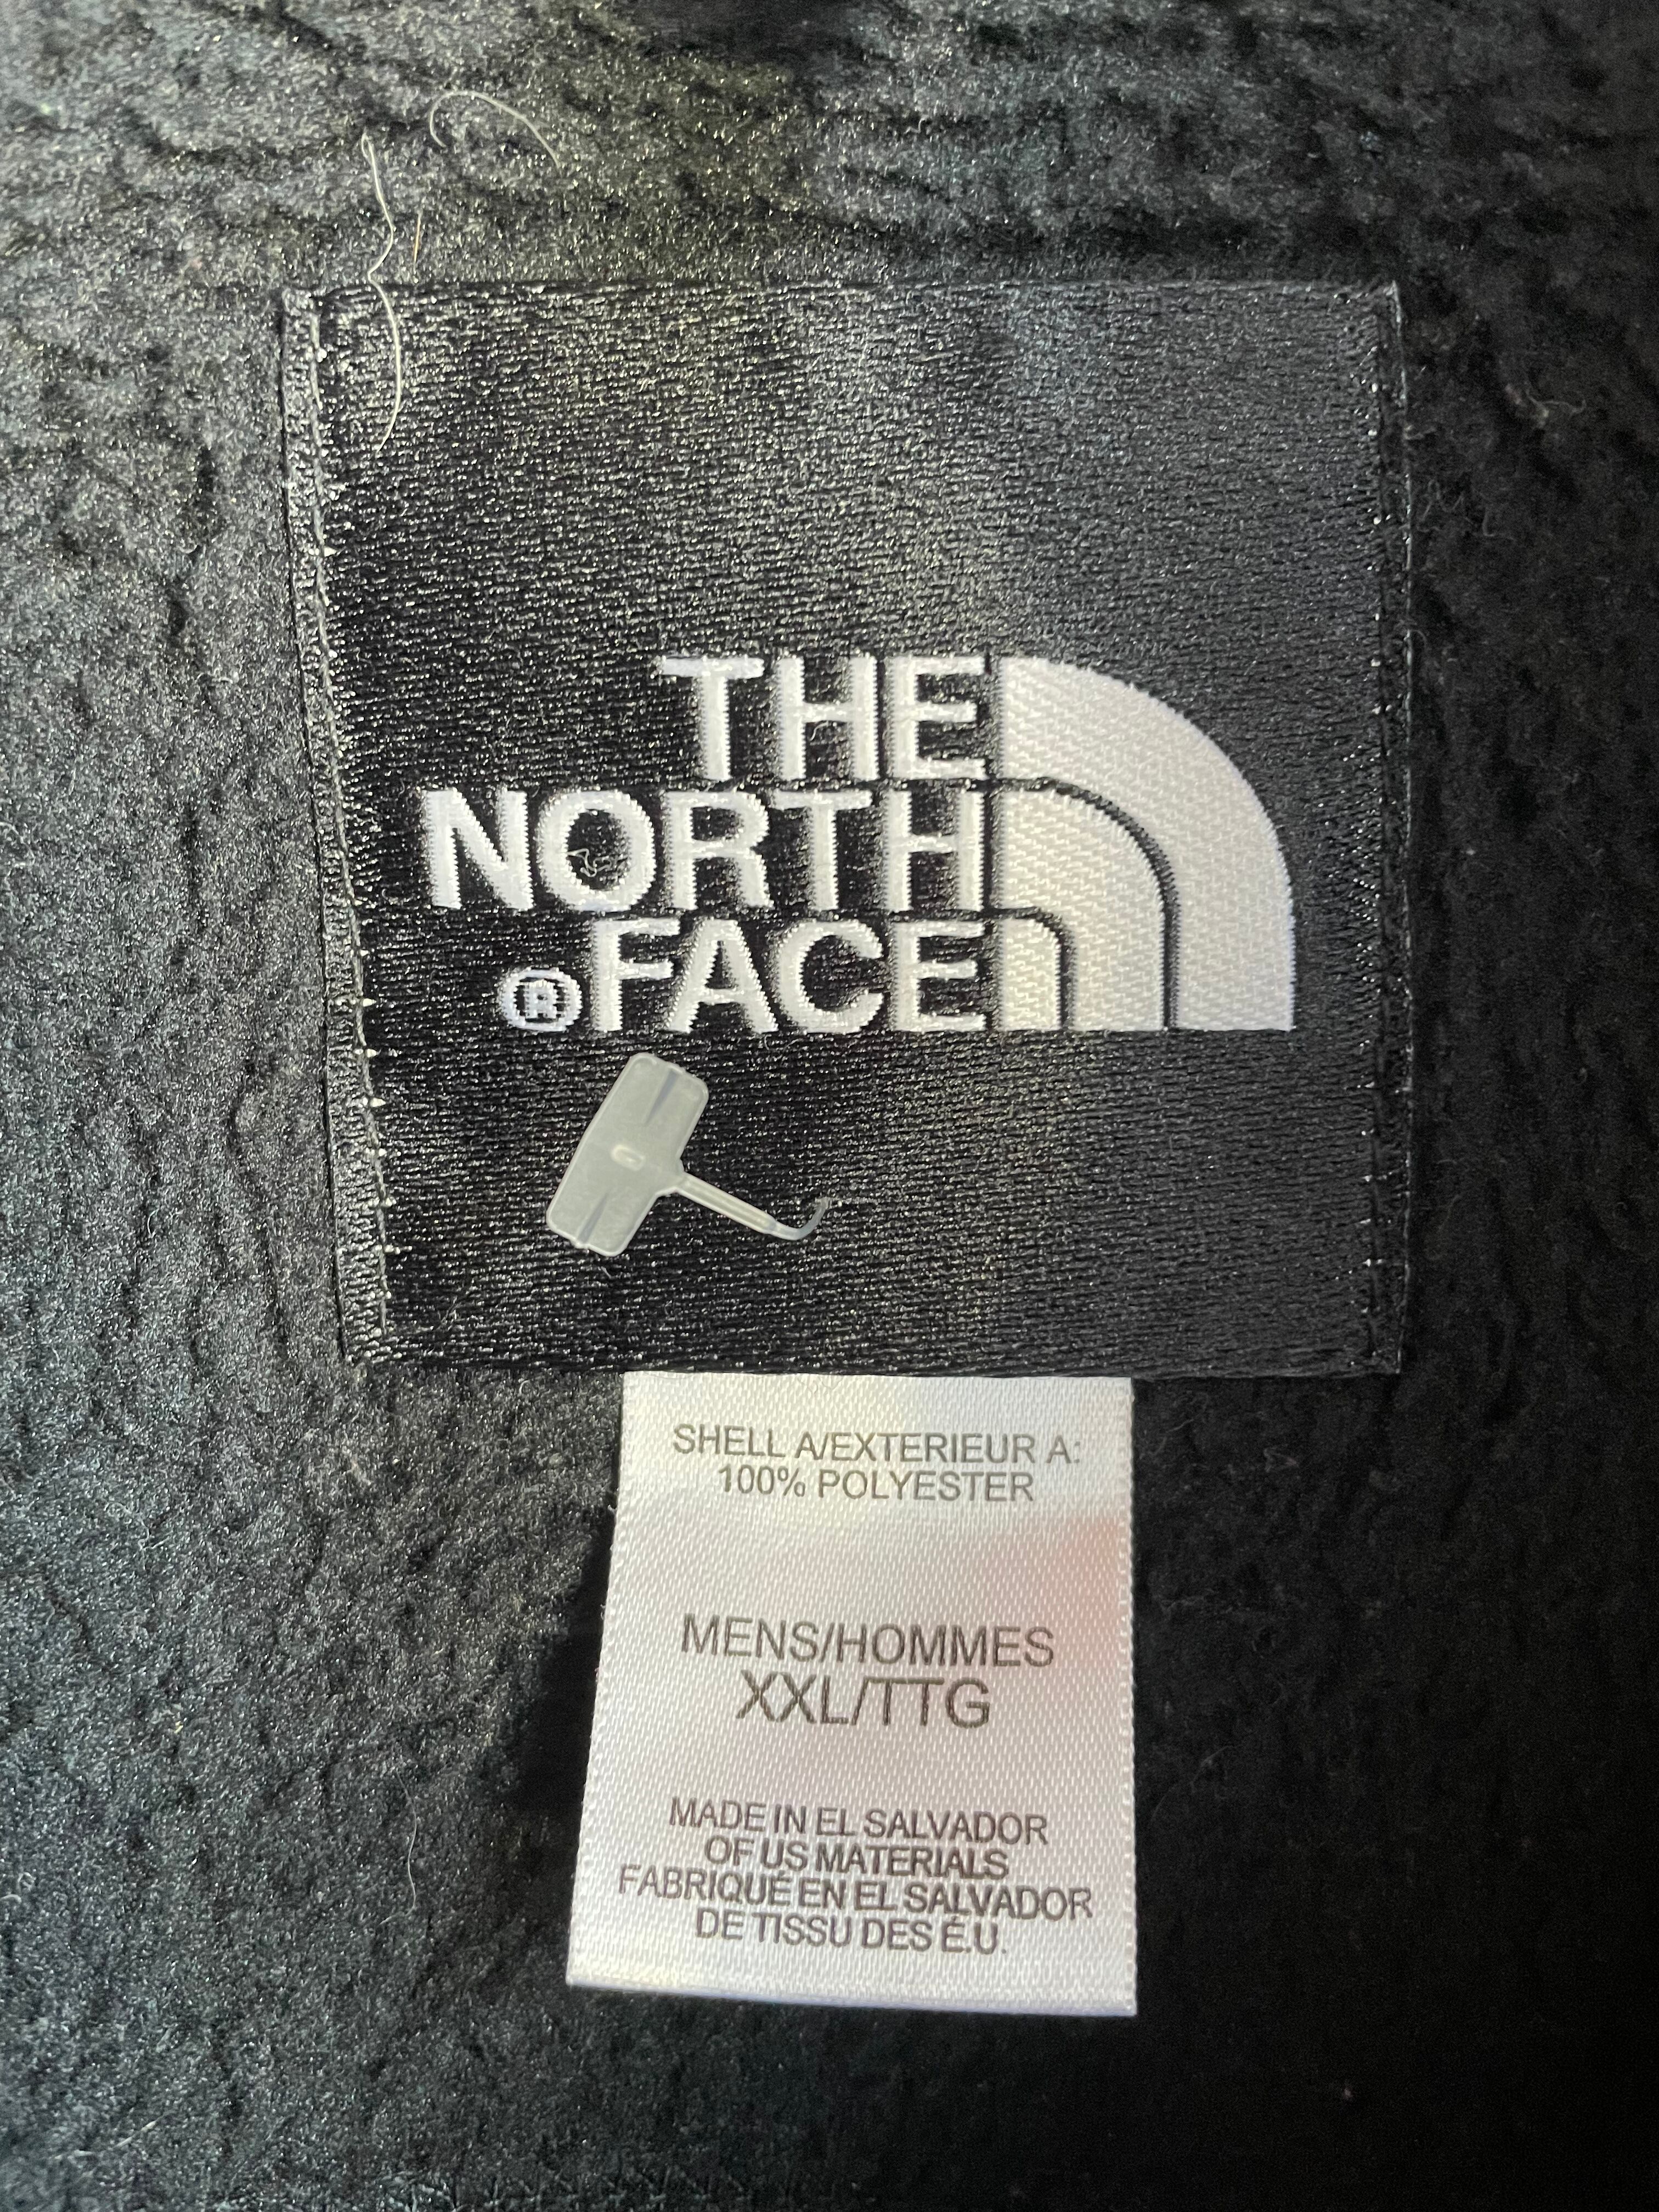 THE
NORTH
®FACE
SHELL A/EXTERIEUR A:
100% POLYESTER
MENS/HOMMES
XXL/TTG
MADE IN EL SALVADOR
OF US MATERIALS
FABRIQUÉ EN EL SALVADOR
DE TISSU DES É.U.